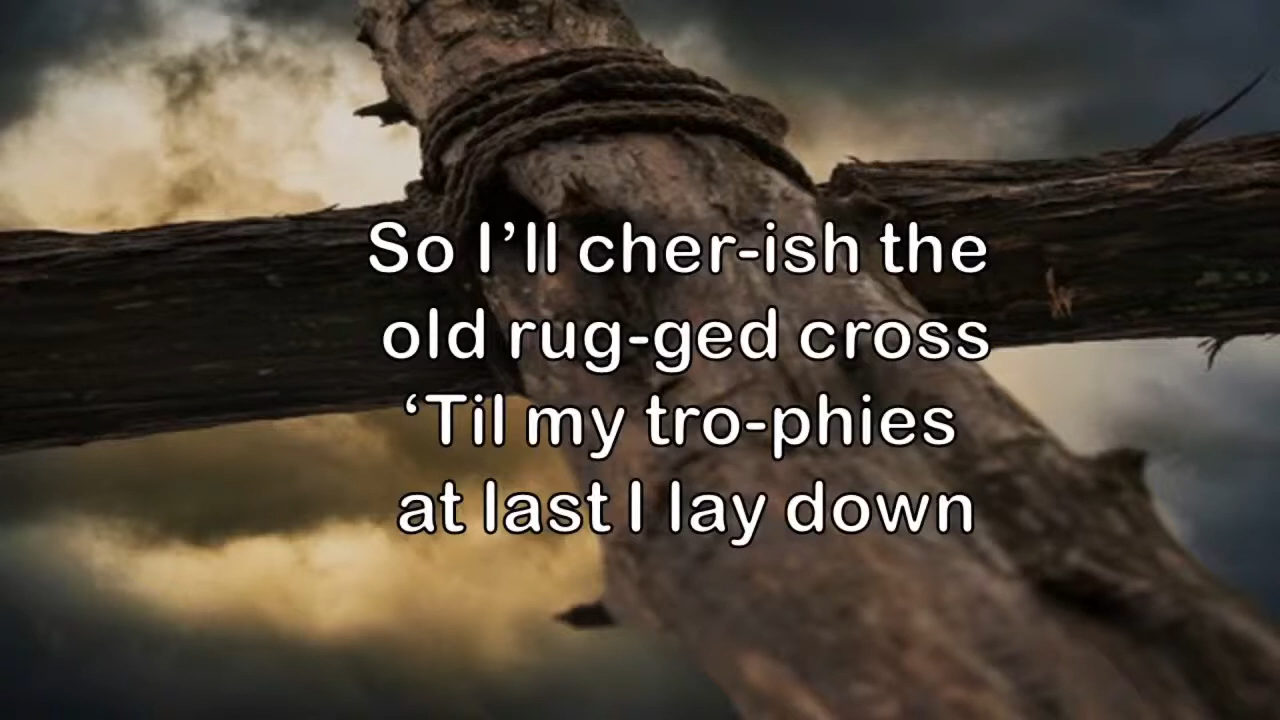 So I’ll cher-ish the
old rug-ged cross
‘Til my tro-phies
at last I lay down